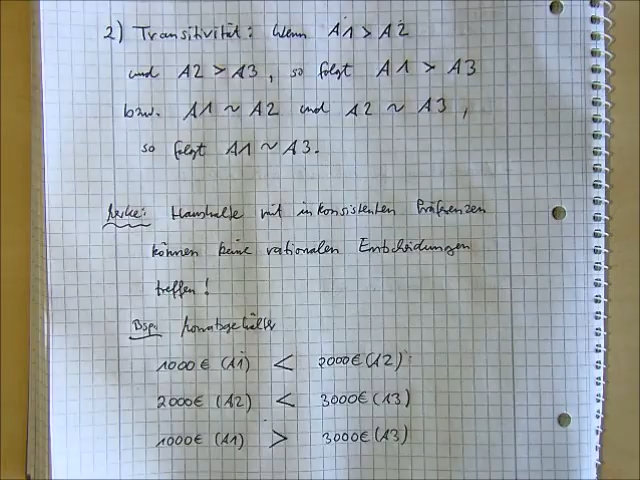 2) Transitivität: Wenn A1 > A2
und A2 > A3, so folgt A1 > A3
bzw. A1 ~ A2 und A2 ~ A3,
so folgt A1 ~ A3.
Merke: Haushalte mit inkonsistenten Präferenzen
können keine rationalen Entscheidungen
treffen!
Bsp: Monatsgehälter
1000€ (A1) < 2000€ (A2)
2000€ (A2) < 3000€ (A3)
1000€ (A1) > 3000€ (A3)